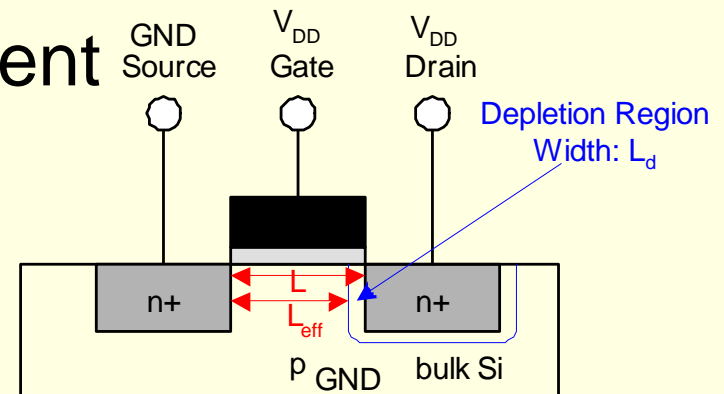 ent
GND
Source
V_DD
Gate
V_DD
Drain
Depletion Region
Width: L_d
L
n+
L_eff
n+
p
GND
bulk Si